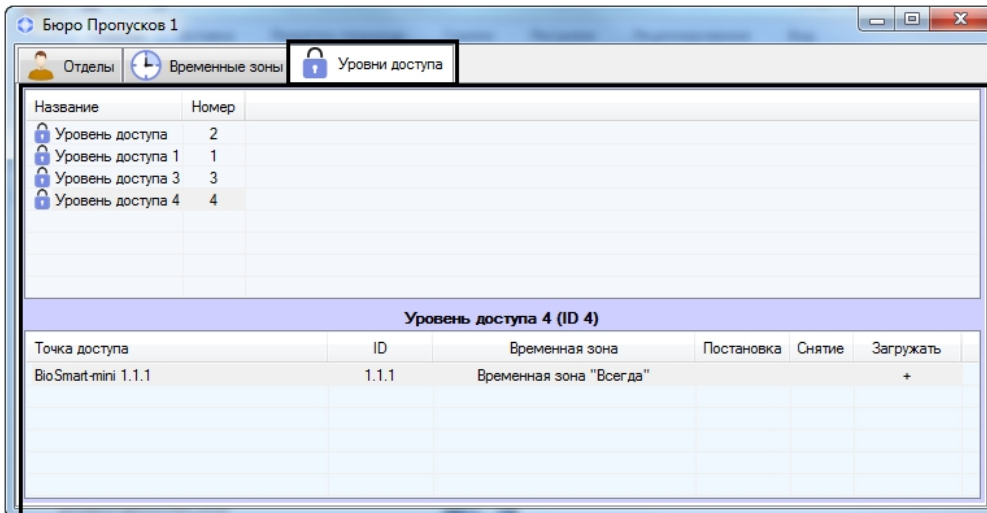 Бюро Пропусков 1
Отделы Временные зоны Уровни доступа
Название Номер
Уровень доступа 2
Уровень доступа 1 1
Уровень доступа 3 3
Уровень доступа 4 4
Уровень доступа 4 (ID 4)
Точка доступа ID Временная зона Постановка Снятие Загружать
BioSmart-mini 1.1.1 1.1.1 Временная зона "Всегда" +